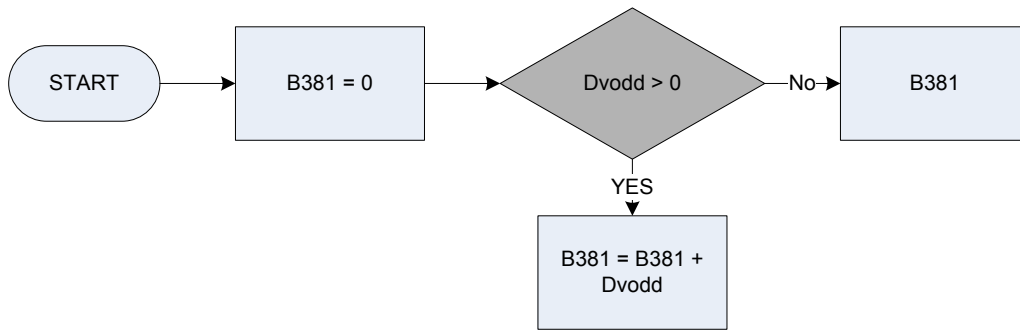 START
B381 = 0
Dvodd > 0
No
B381
YES
B381 = B381 +
Dvodd